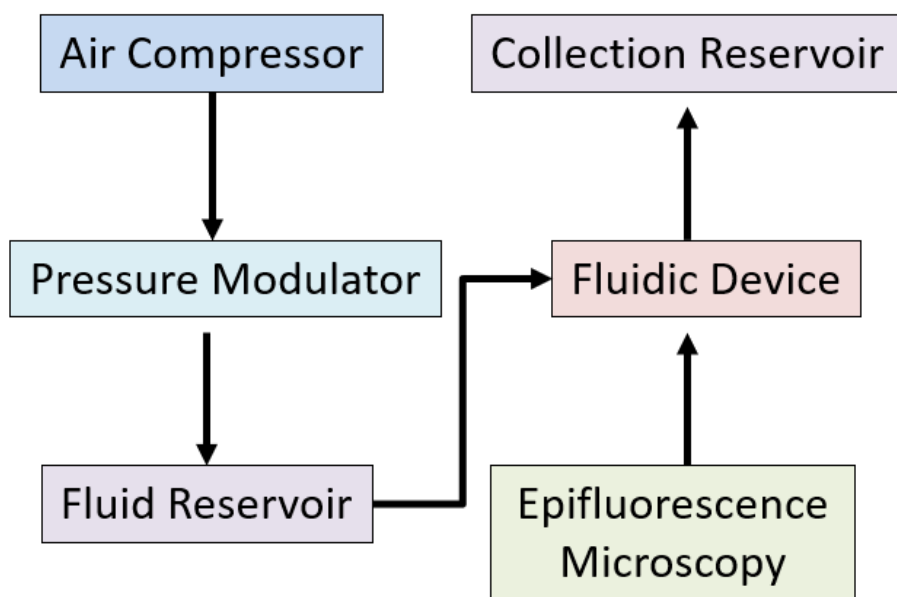 Air Compressor
Collection Reservoir
Pressure Modulator
Fluidic Device
Fluid Reservoir
Epifluorescence
Microscopy